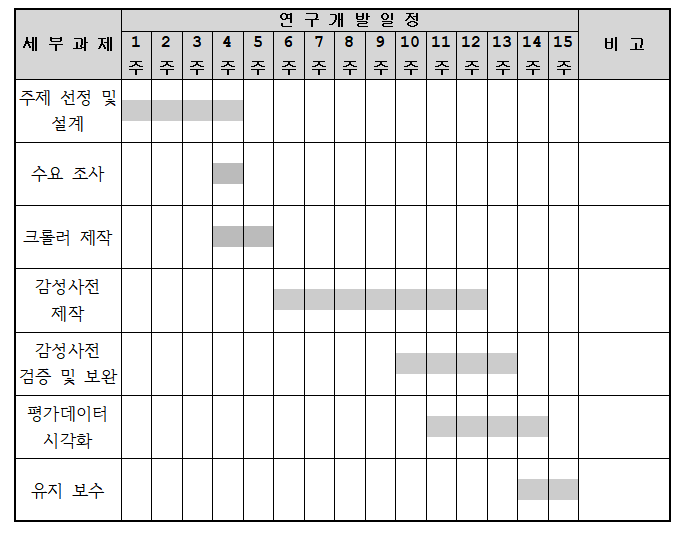 연 구 개 발 일 정
세 부 과 제
비 고
1 2 3 4 5 6 7 8 9 10 11 12 13 14 15
주 주 주 주 주 주 주 주 주 주 주 주 주 주 주
주제 선정 및
설계
수요 조사
크롤러 제작
감성사전
제작
감성사전
검증 및 보완
평가데이터
시각화
유지 보수